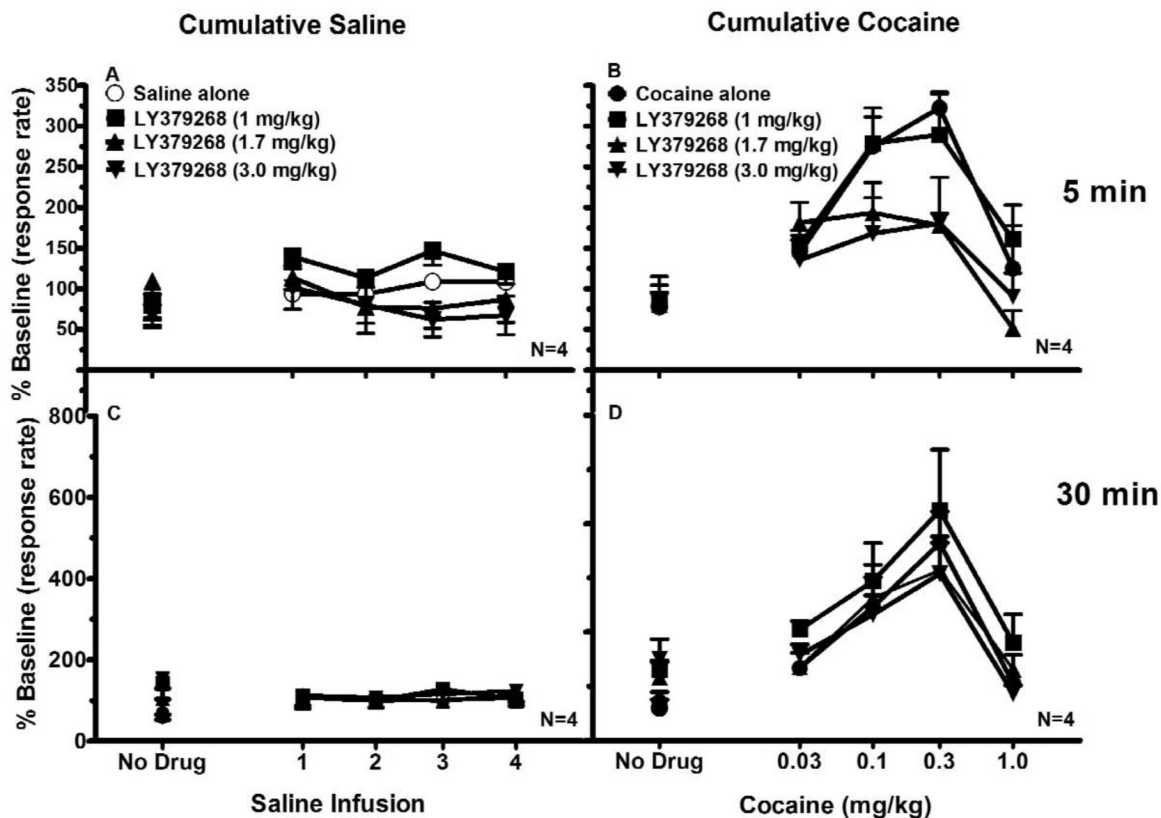 Cumulative Saline
Cumulative Cocaine
% Baseline (response rate)
A
Saline alone
LY379268 (1 mg/kg)
LY379268 (1.7 mg/kg)
LY379268 (3.0 mg/kg)
350
300
250
200
150
100
50
N=4
B
Cocaine alone
LY379268 (1 mg/kg)
LY379268 (1.7 mg/kg)
LY379268 (3.0 mg/kg)
N=4
5 min
% Baseline (response rate)
C
800
600
400
200
0
N=4
D
N=4
30 min
No Drug 1 2 3 4
Saline Infusion
No Drug 0.03 0.1 0.3 1.0
Cocaine (mg/kg)